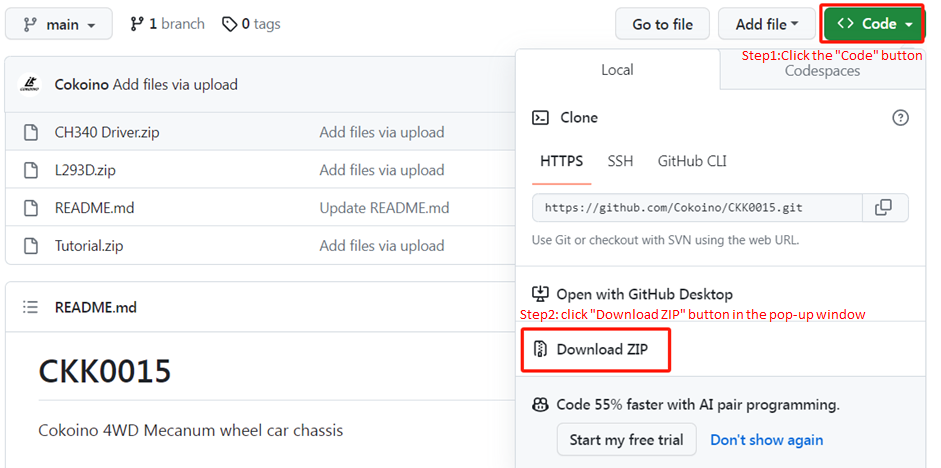 main 1 branch 0 tags Go to file Add file Code
Step1:Click the "Code" button
Local Codespaces
Cokoino Add files via upload
Clone
CH340 Driver.zip Add files via upload
HTTPS SSH GitHub CLI
L293D.zip Add files via upload
README.md Update README.md
https://github.com/Cokoino/CKK0015.git
Tutorial.zip Add files via upload
Use Git or checkout with SVN using the web URL.
Open with GitHub Desktop
README.md
Step2: click "Download ZIP" button in the pop-up window
Download ZIP
CKK0015
Code 55% faster with AI pair programming.
Cokoino 4WD Mecanum wheel car chassis
Start my free trial Don't show again